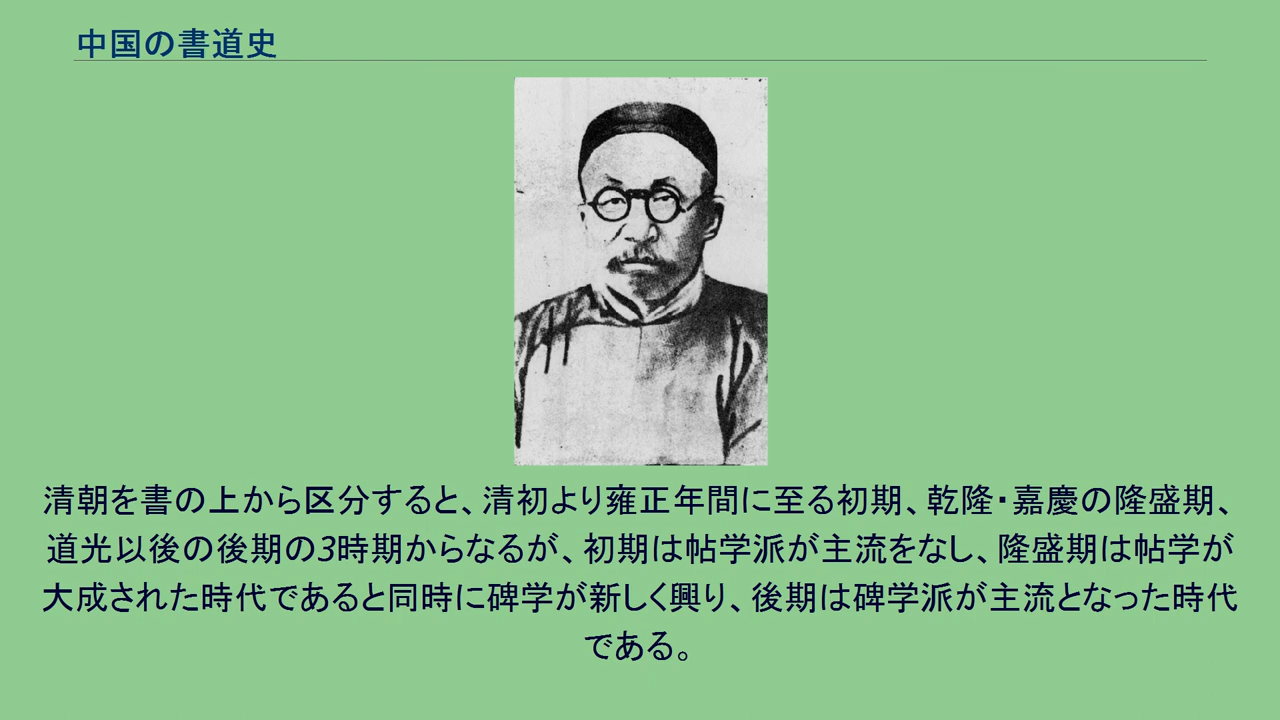 中国の書道史
清朝を書の上から区分すると、清初より雍正年間に至る初期、乾隆・嘉慶の隆盛期、
道光以後の後期の3時期からなるが、初期は帖学派が主流をなし、隆盛期は帖学が
大成された時代であると同時に碑学が新しく興り、後期は碑学派が主流となった時代
である。